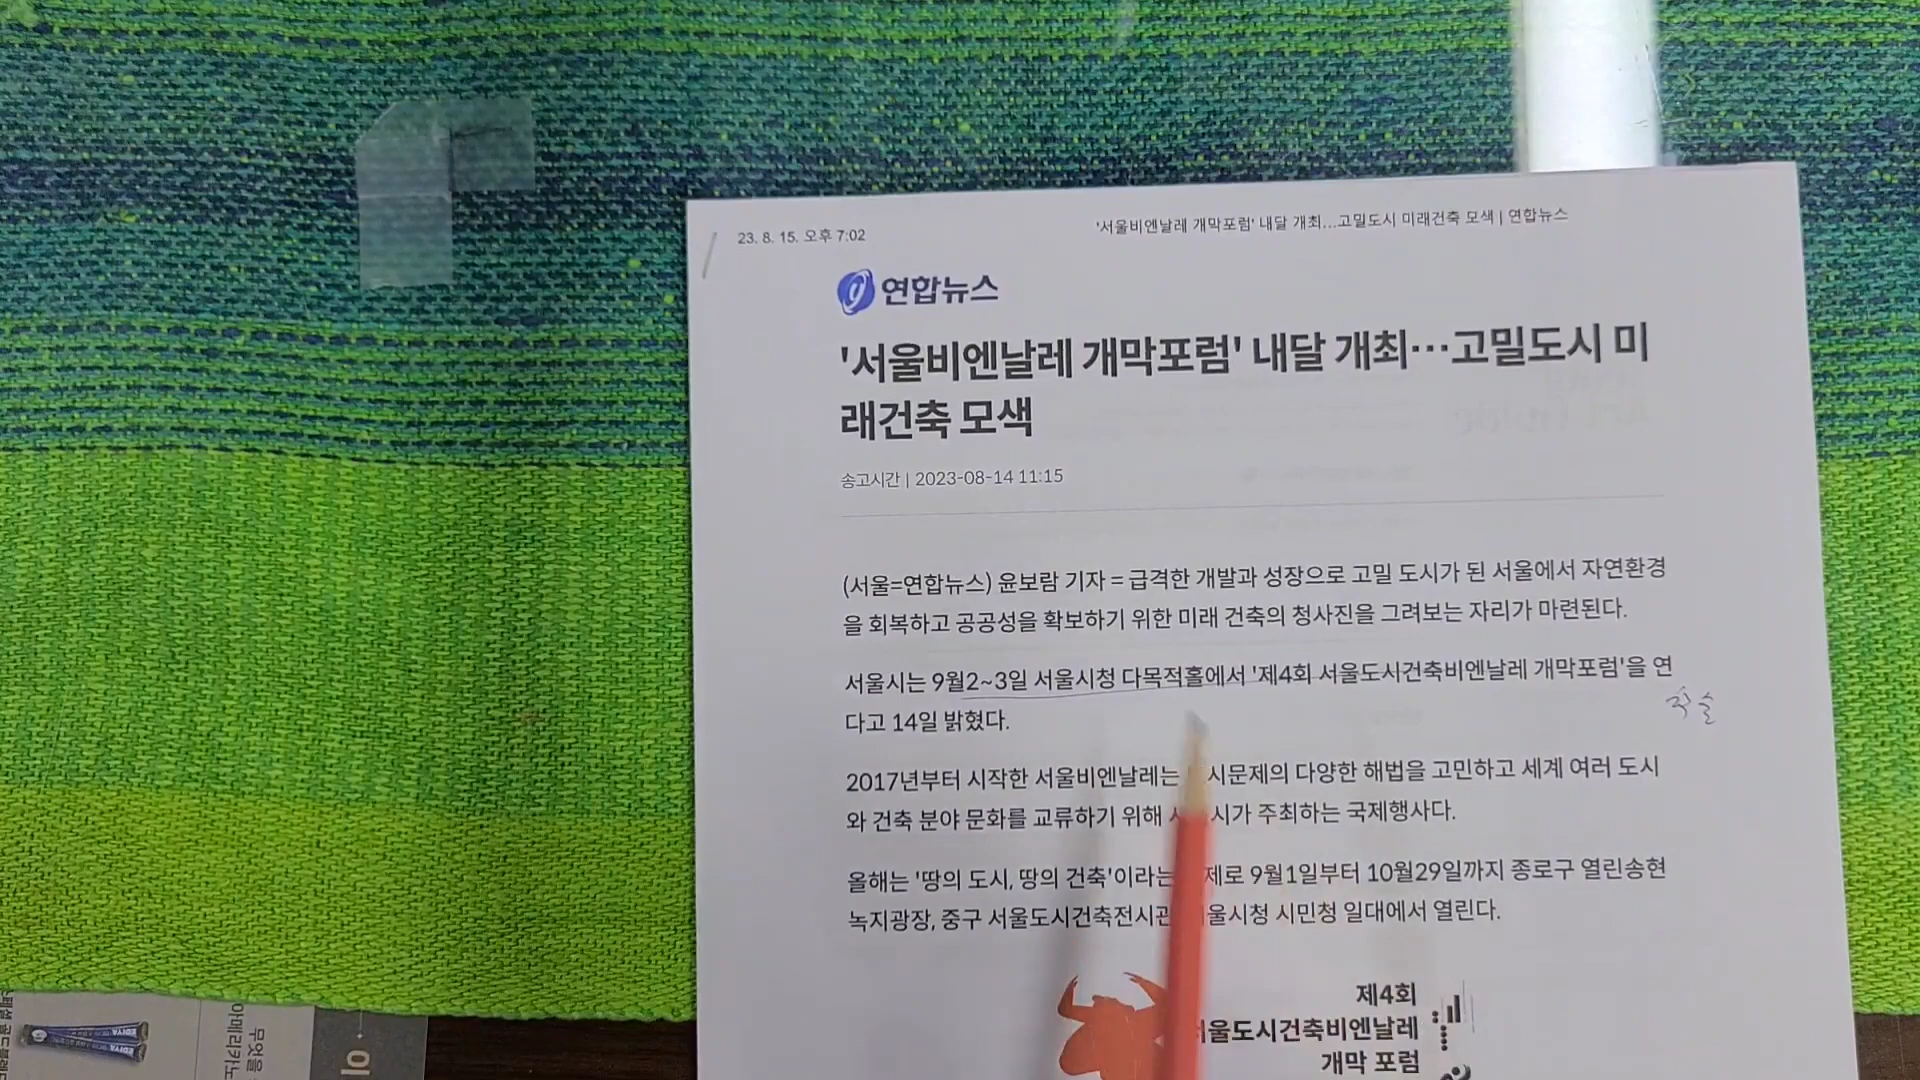 23. 8. 15. 오후 7:02
'서울비엔날레 개막포럼' 내달 개최...고밀도시 미래건축 모색 | 연합뉴스
연합뉴스
'서울비엔날레 개막포럼' 내달 개최…고밀도시 미
래건축 모색
송고시간 | 2023-08-14 11:15
(서울=연합뉴스) 윤보람 기자 = 급격한 개발과 성장으로 고밀 도시가 된 서울에서 자연환경
을 회복하고 공공성을 확보하기 위한 미래 건축의 청사진을 그려보는 자리가 마련된다.
서울시는 9월2~3일 서울시청 다목적홀에서 '제4회 서울도시건축비엔날레 개막포럼'을 연
다고 14일 밝혔다.
2017년부터 시작한 서울비엔날레는 시문제의 다양한 해법을 고민하고 세계 여러 도시
와 건축 분야 문화를 교류하기 위해 시가 주최하는 국제행사다.
올해는 '땅의 도시, 땅의 건축'이라는 제로 9월1일부터 10월29일까지 종로구 열린송현
녹지광장, 중구 서울도시건축전시관 울시청 시민청 일대에서 열린다.
제4회
서울도시건축비엔날레
개막 포럼
EDIYA
EDIYA
아메리카노
무엇을
이